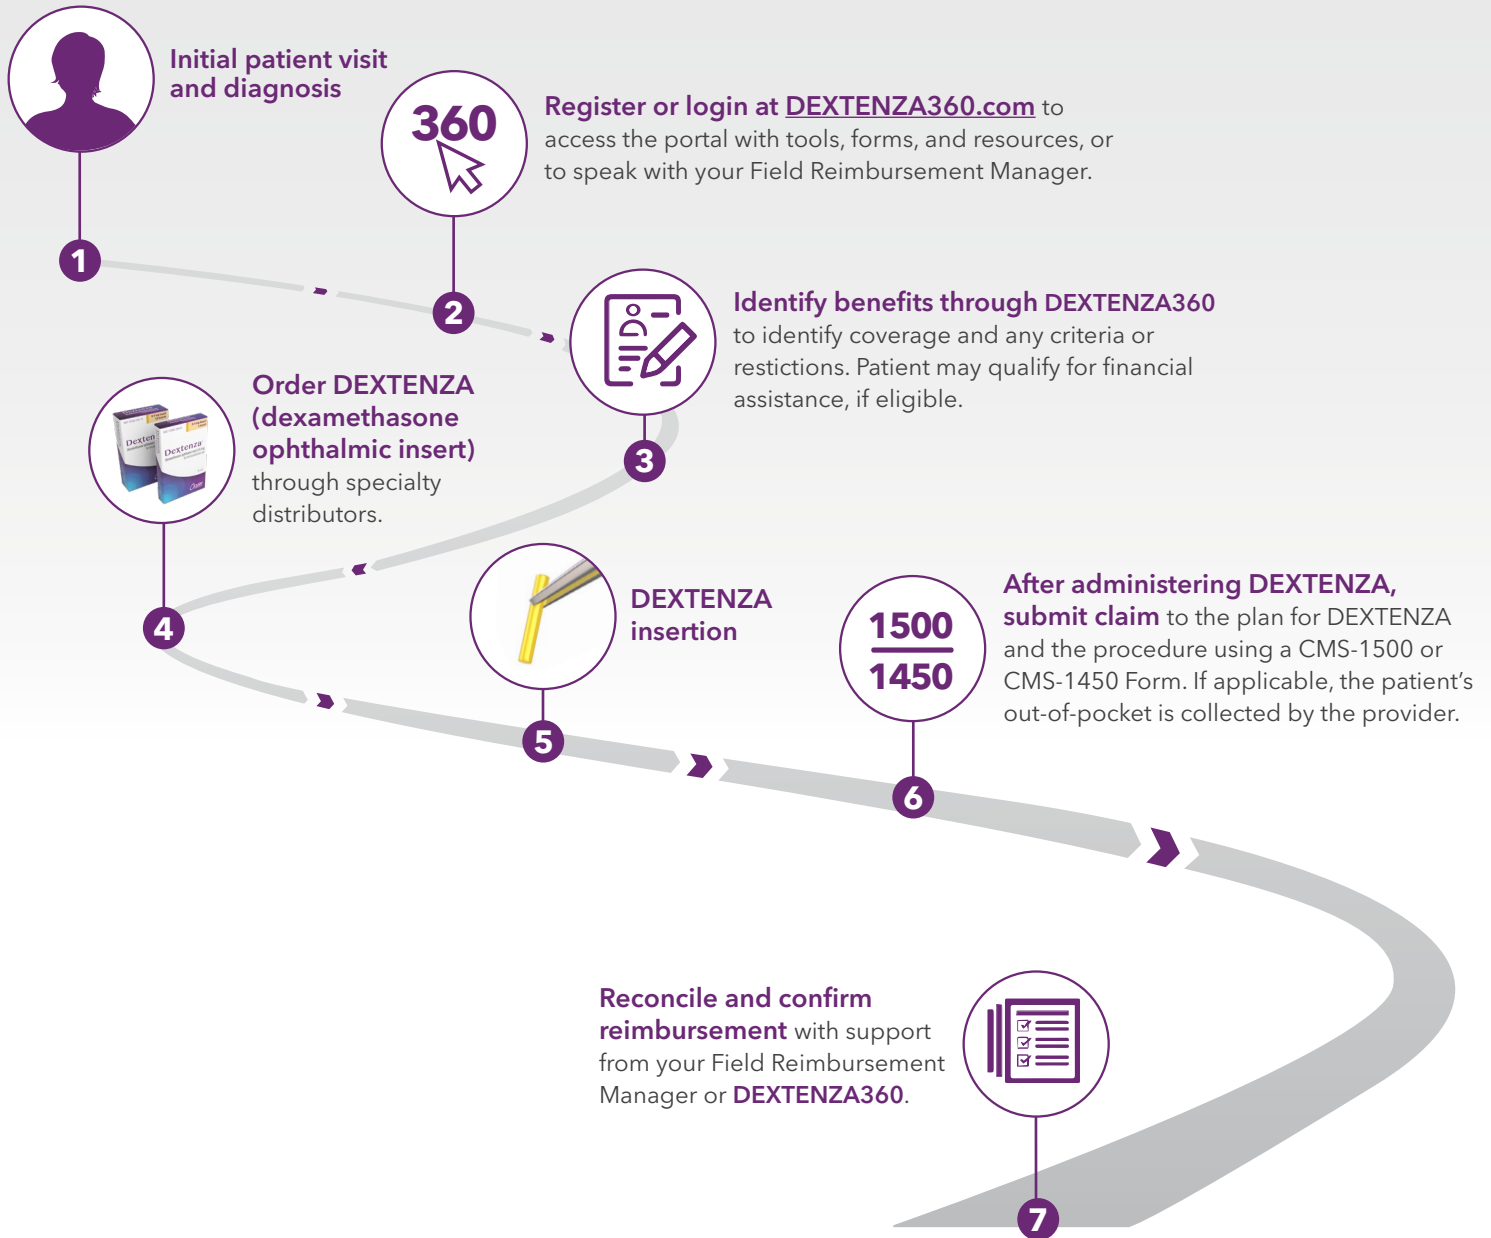 Initial patient visit
and diagnosis
1
360
Register or login at DEXTENZA360.com to
access the portal with tools, forms, and resources, or
to speak with your Field Reimbursement Manager.
2
Identify benefits through DEXTENZA360
to identify coverage and any criteria or
restictions. Patient may qualify for financial
assistance, if eligible.
3
Order DEXTENZA
(dexamethasone
ophthalmic insert)
through specialty
distributors.
Dexten
Dextenza
4
DEXTENZA
insertion
5
1500
1450
After administering DEXTENZA,
submit claim to the plan for DEXTENZA
and the procedure using a CMS-1500 or
CMS-1450 Form. If applicable, the patient's
out-of-pocket is collected by the provider.
6
Reconcile and confirm
reimbursement with support
from your Field Reimbursement
Manager or DEXTENZA360.
7